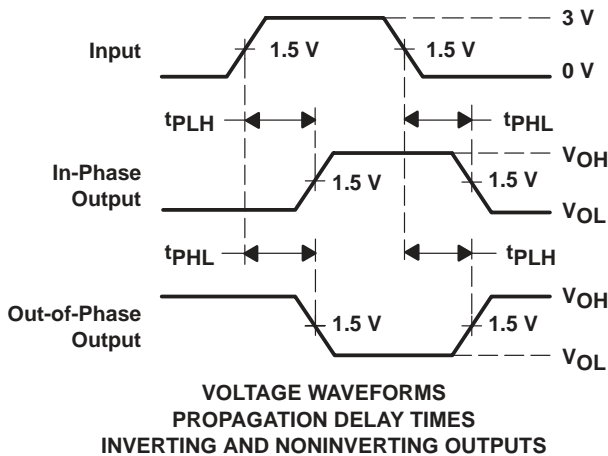 3 V
Input
1.5 V
1.5 V
0 V
tPLH
tPHL
VOH
In-Phase
Output
1.5 V
1.5 V
VOL
tPHL
tPLH
VOH
Out-of-Phase
Output
1.5 V
1.5 V
VOL
VOLTAGE WAVEFORMS
PROPAGATION DELAY TIMES
INVERTING AND NONINVERTING OUTPUTS